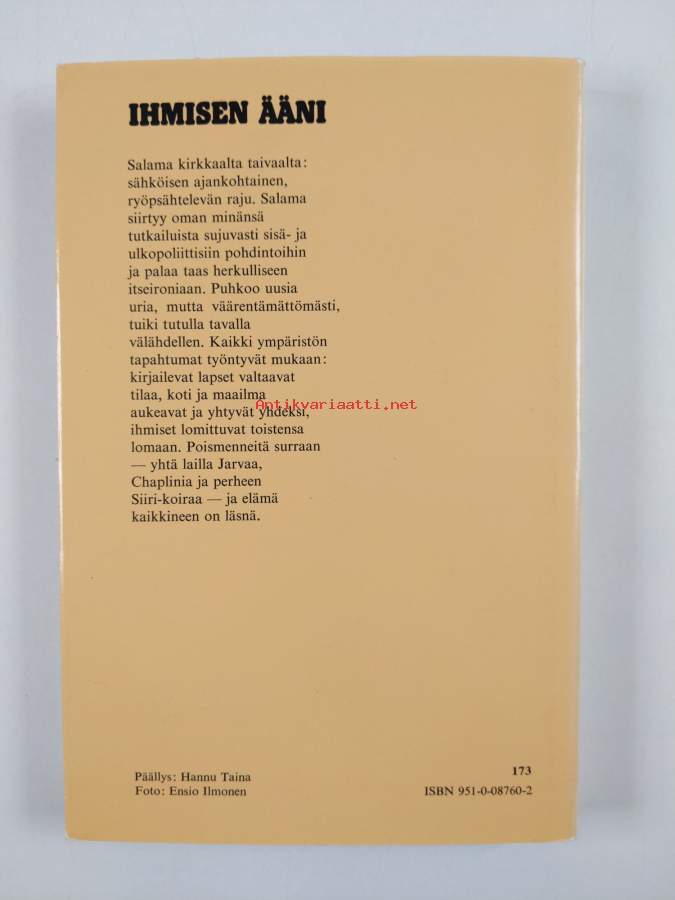 IHMISEN ÄÄNI
Salama kirkkaalta taivaalta:
sähköisen ajankohtainen,
ryöpsähtelevän raju. Salama
siirtyy oman minänsä
tutkailuista sujuvasti sisä- ja
ulkopoliittisiin pohdintoihin
ja palaa taas herkulliseen
itseironiaan. Puhkoo uusia
uria, mutta väärentämättömästi,
tuiki tutulla tavalla
välähdellen. Kaikki ympäristön
tapahtumat työntyvät mukaan:
kirjailevat lapset valtaavat
tilaa, koti ja maailma
Antikvariaatti.net
aukeavat ja yhtyvät yhdeksi,
ihmiset lomittuvat toistensa
lomaan. Poismenneitä surraan
— yhtä lailla Jarvaa,
Chaplinia ja perheen
Siiri-koiraa — ja elämä
kaikkineen on läsnä.
Päällys: Hannu Taina
Foto: Ensio Ilmonen
173
ISBN 951-0-08760-2